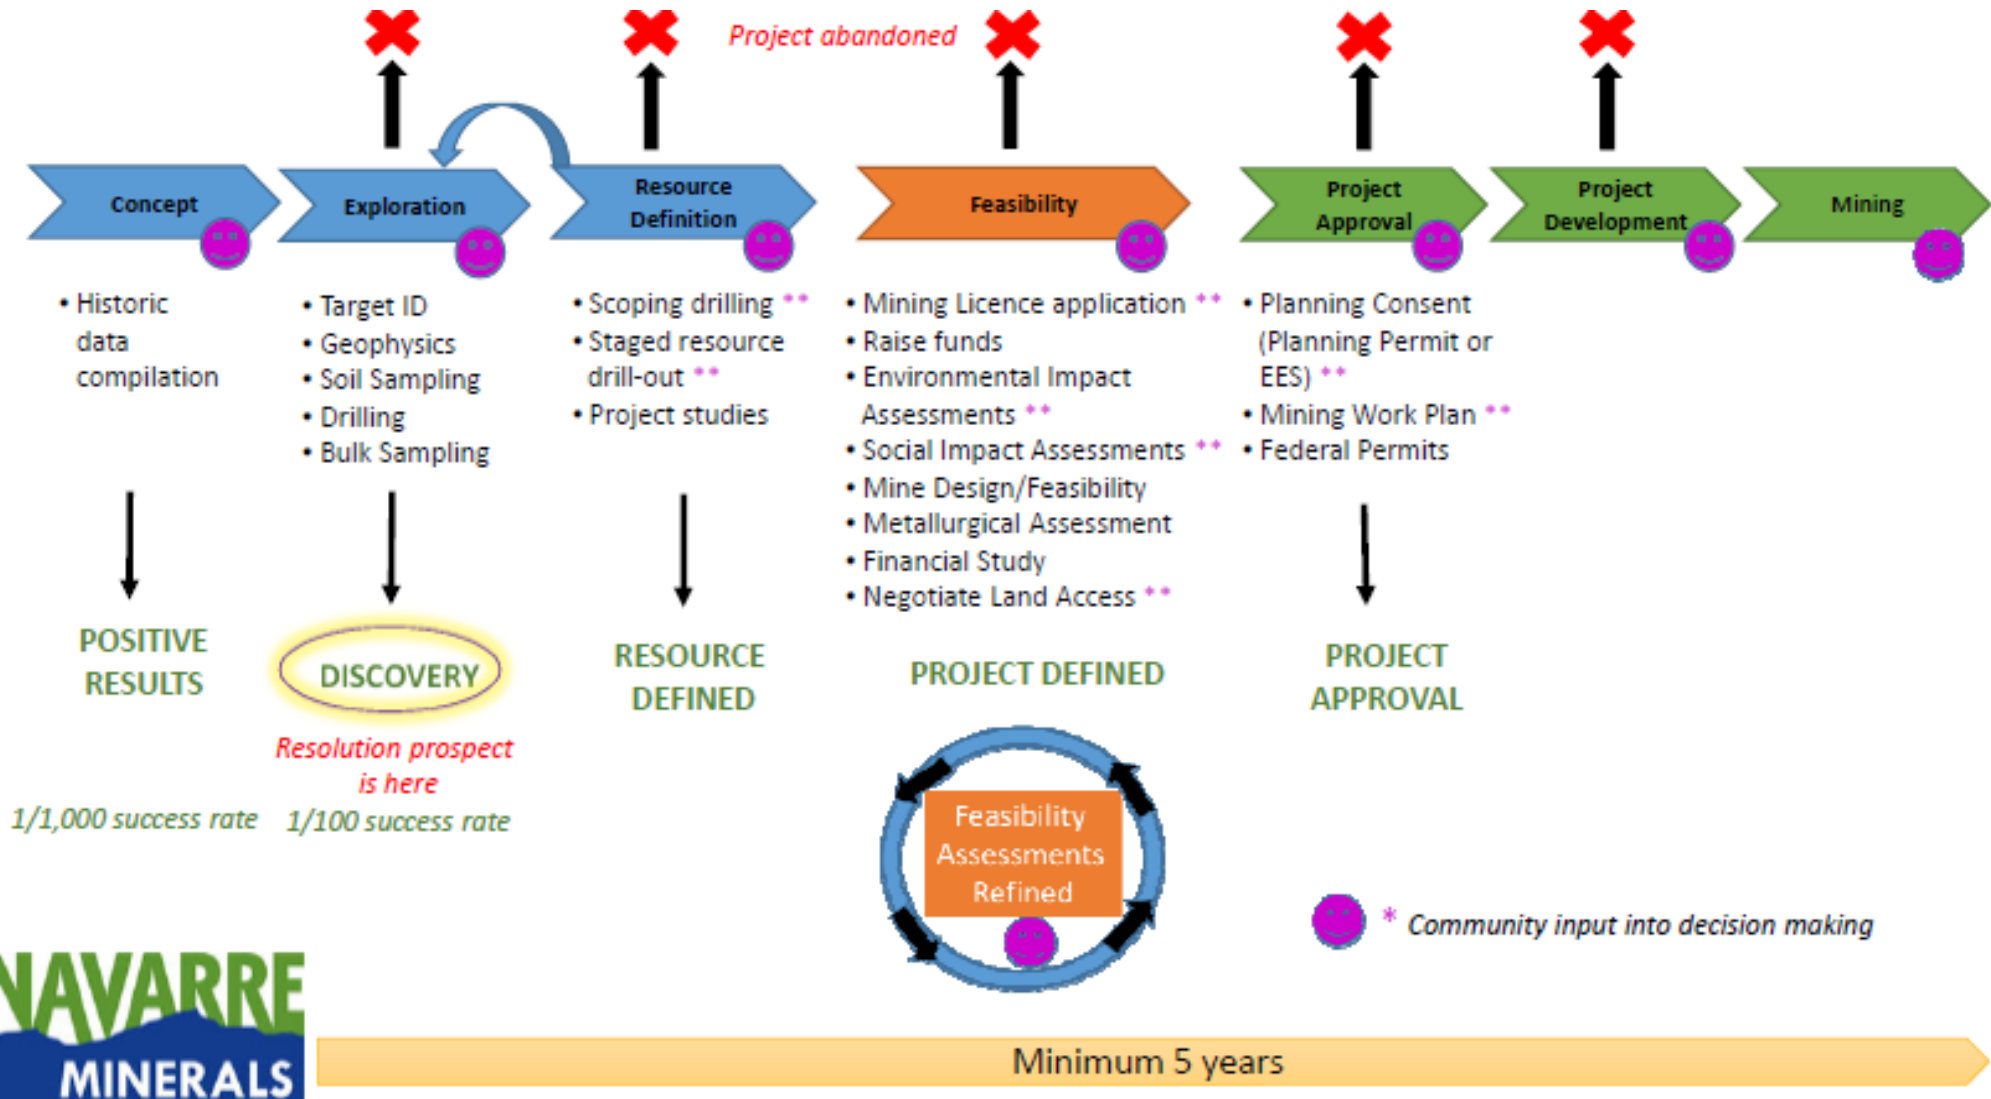 Project abandoned
Concept
Exploration
Resource
Definition
Feasibility
Project
Approval
Project
Development
Mining
• Historic
data
compilation
• Target ID
• Geophysics
• Soil Sampling
• Drilling
• Bulk Sampling
• Scoping drilling **
• Staged resource
drill-out **
• Project studies
• Mining Licence application **
• Raise funds
• Environmental Impact
Assessments **
• Social Impact Assessments **
• Mine Design/Feasibility
• Metallurgical Assessment
• Financial Study
• Negotiate Land Access **
• Planning Consent
(Planning Permit or
EES) **
• Mining Work Plan **
• Federal Permits
POSITIVE
RESULTS
DISCOVERY
RESOURCE
DEFINED
PROJECT DEFINED
PROJECT
APPROVAL
Resolution prospect
is here
1/1,000 success rate
1/100 success rate
Feasibility
Assessments
Refined
* Community input into decision making
NAVARRE
MINERALS
Minimum 5 years